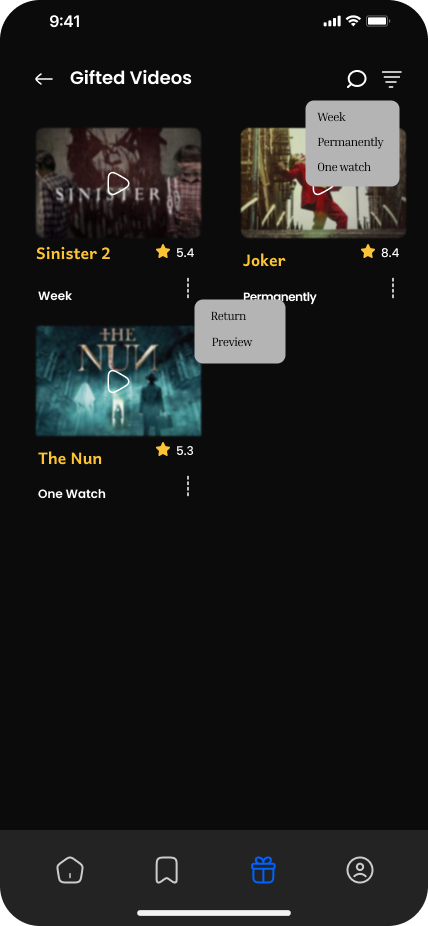 9:41
Gifted Videos
Week
Permanently
One watch
SINISTER
Sinister 2
5.4
Joker
8.4
Week
Permanently
Return
Preview
THE
NUN
The Nun
5.3
One Watch